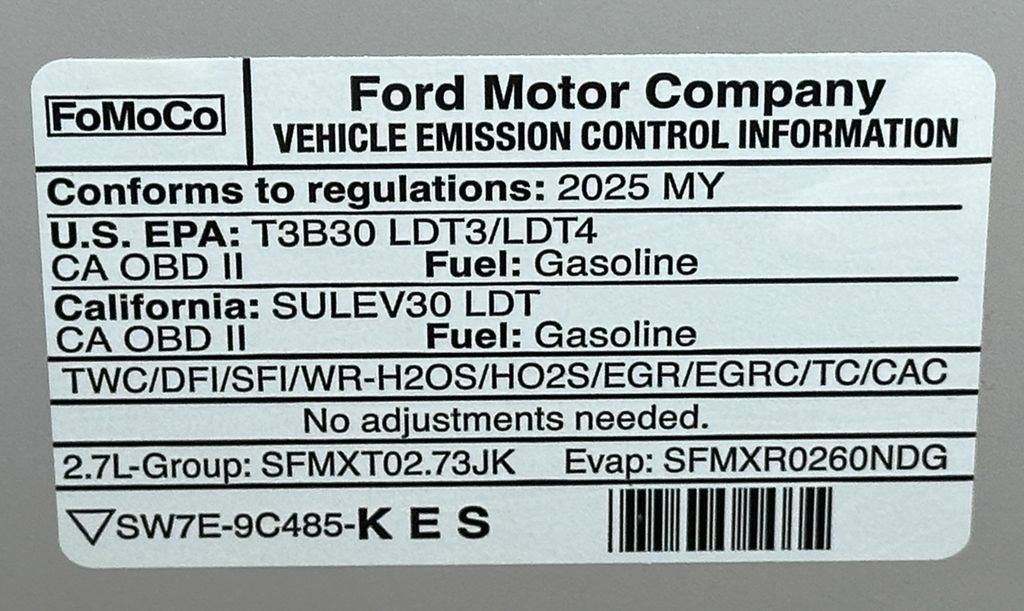 FoMoCo
Ford Motor Company
VEHICLE EMISSION CONTROL INFORMATION
Conforms to regulations: 2025 MY
U.S. EPA: T3B30 LDT3/LDT4
CA OBD II Fuel: Gasoline
California: SULEV30 LDT
CA OBD II Fuel: Gasoline
TWC/DFI/SFI/WR-H2OS/HO2S/EGR/EGRC/TC/CAC
No adjustments needed.
2.7L-Group: SFMXT02.73JK Evap: SFMXR0260NDG
SW7E-9C485-K E S